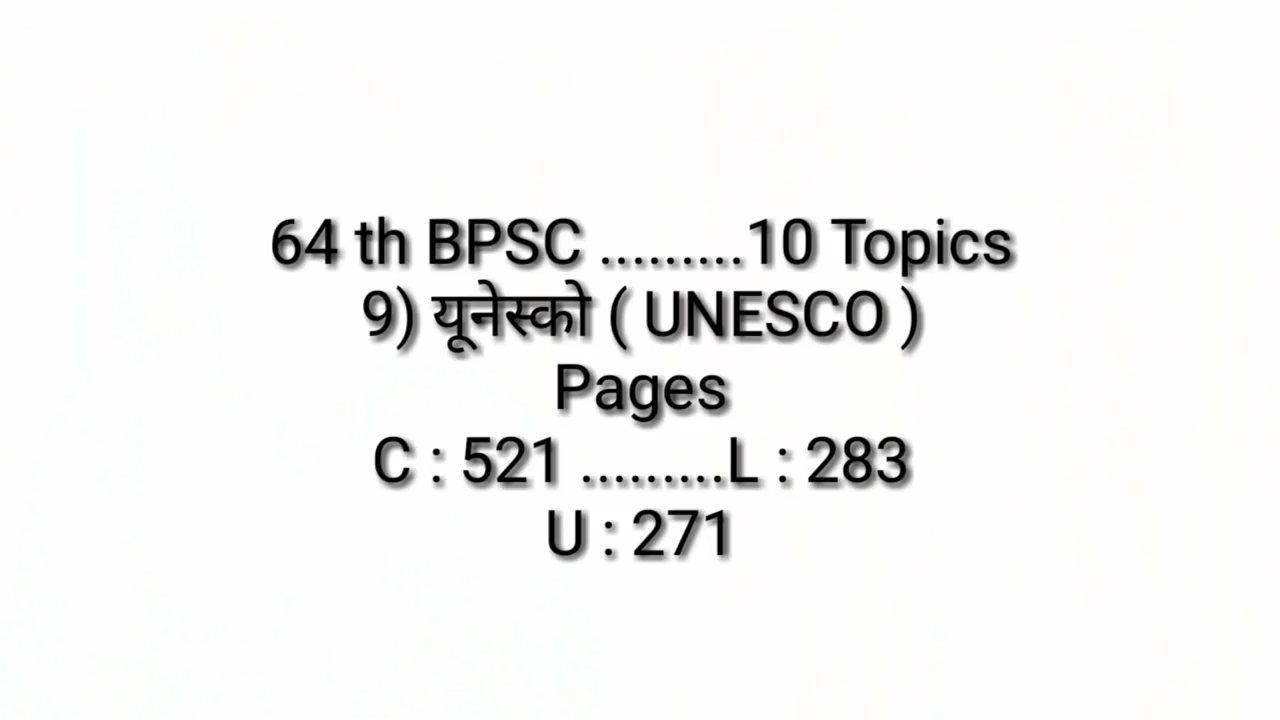 64 th BPSC .........10 Topics
9) यूनेस्को ( UNESCO )
Pages
C : 521 .........L : 283
U : 271